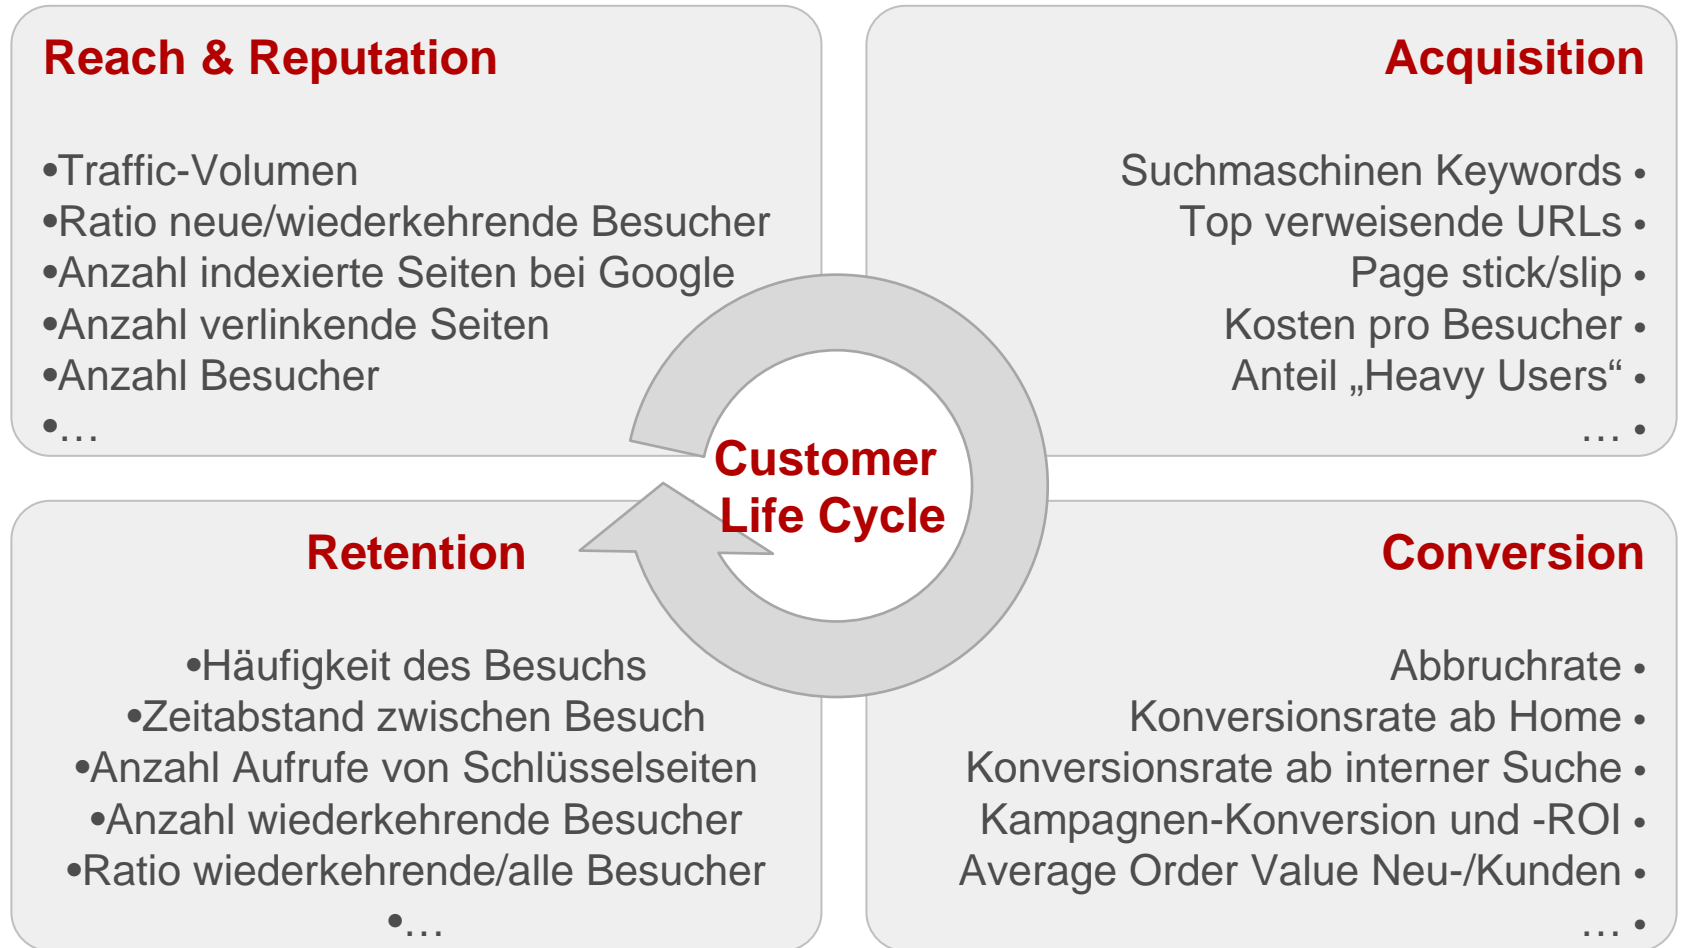 Reach & Reputation
•Traffic-Volumen
•Ratio neue/wiederkehrende Besucher
•Anzahl indexierte Seiten bei Google
•Anzahl verlinkende Seiten
•Anzahl Besucher
•…
Acquisition
Suchmaschinen Keywords •
Top verweisende URLs •
Page stick/slip •
Kosten pro Besucher •
Anteil „Heavy Users“ •
… •
Customer
Life Cycle
Retention
•Häufigkeit des Besuchs
•Zeitabstand zwischen Besuch
•Anzahl Aufrufe von Schlüsselseiten
•Anzahl wiederkehrende Besucher
•Ratio wiederkehrende/alle Besucher
•…
Conversion
Abbruchrate •
Konversionsrate ab Home •
Konversionsrate ab interner Suche •
Kampagnen-Konversion und -ROI •
Average Order Value Neu-/Kunden •
… •